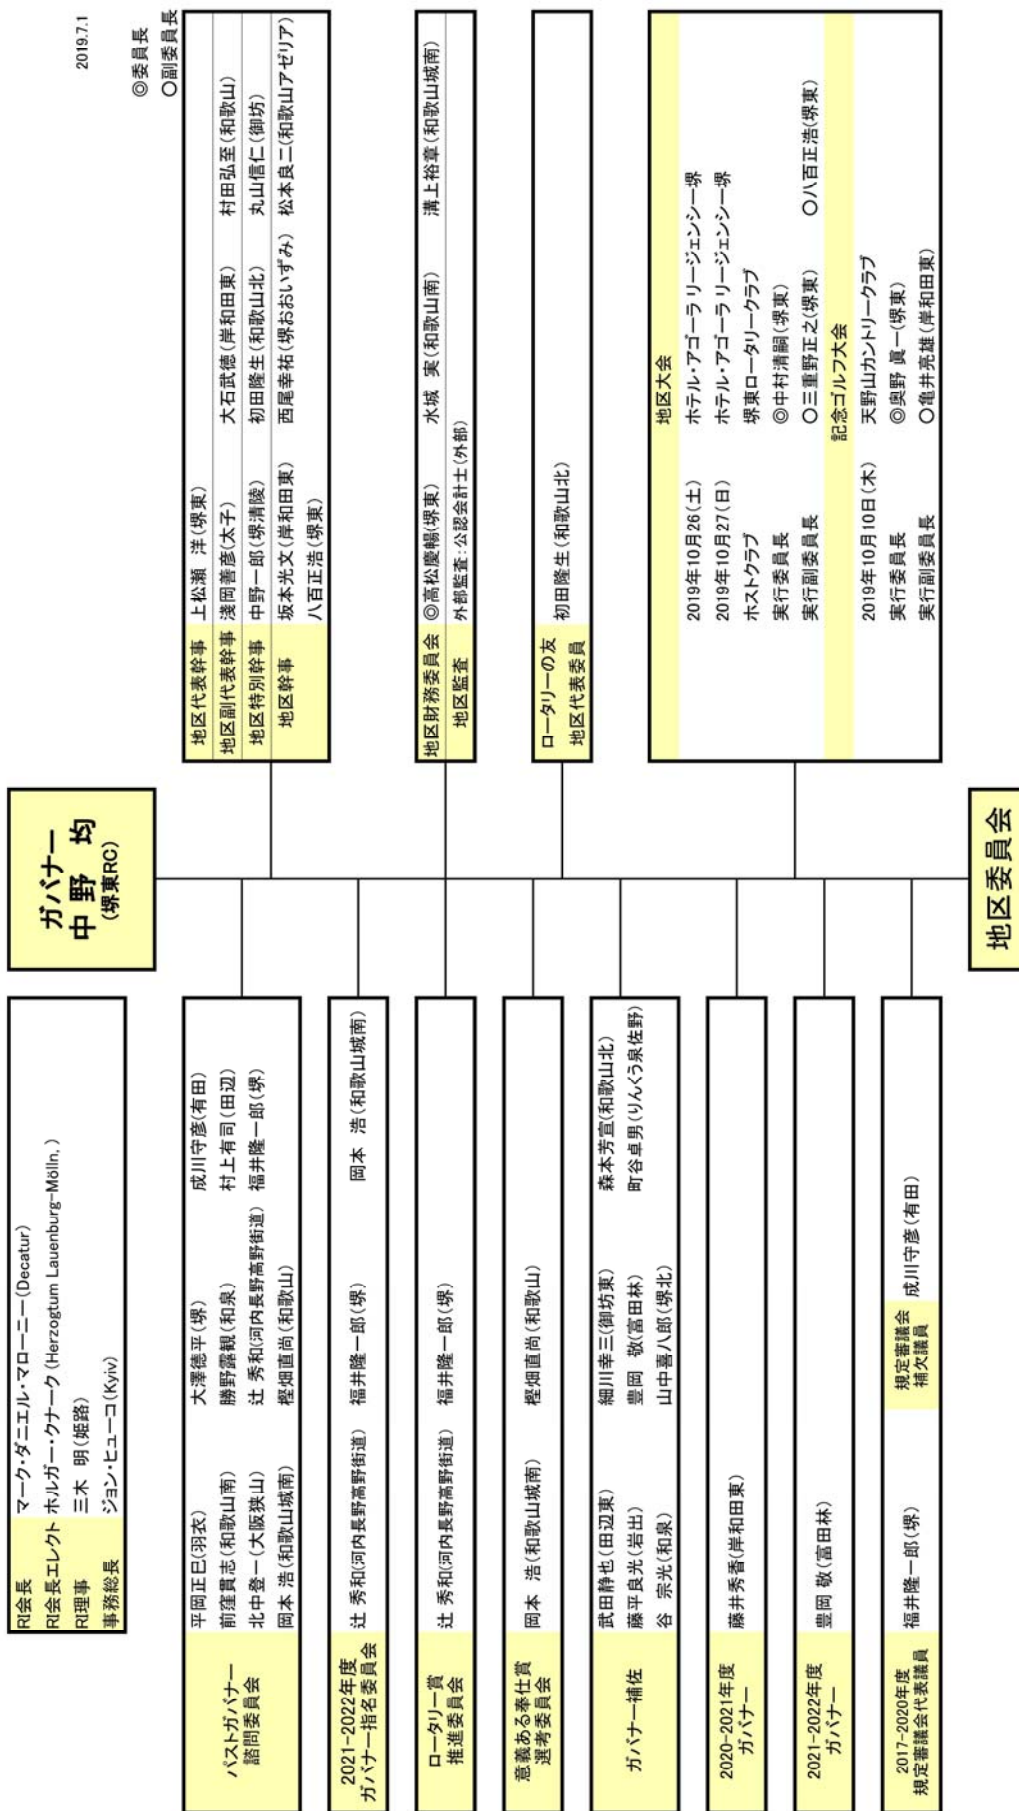 2019.7.1
◎委員長
○副委員長
ガバナー
中 野 均
(堺東RC)
RI会長 マーク・ダニエル・マローニー(Decatur)
RI会長エレクト ホルガー・クナーク(Herzogtum Lauenburg-Mölln,)
RI理事 三木 明(姫路)
事務総長 ジョン・ヒューコ(Kyiv)
パストガバナー
諮問委員会
平岡正巳(羽衣) 大澤徳平(堺) 成川守彦(有田)
前窪貫志(和歌山南) 勝野露観(和泉) 村上有司(田辺)
北中登一(大阪狭山) 辻 秀和(河内長野高野街道) 福井隆一郎(堺)
岡本 浩(和歌山城南) 樫畑直尚(和歌山)
2021-2022年度
ガバナー指名委員会
辻 秀和(河内長野高野街道) 福井隆一郎(堺) 岡本 浩(和歌山城南)
ロータリー賞
推進委員会
辻 秀和(河内長野高野街道) 福井隆一郎(堺)
意義ある奉仕賞
選考委員会
岡本 浩(和歌山城南) 樫畑直尚(和歌山)
ガバナー補佐
武田静也(田辺東) 細川幸三(御坊東) 森本芳宣(和歌山北)
藤平良光(岩出) 豊岡 敬(富田林) 町谷卓男(りんくう泉佐野)
谷 宗光(和泉) 山中喜八郎(堺北)
2020-2021年度
ガバナー
藤井秀香(岸和田東)
2021-2022年度
ガバナー
豊岡 敬(富田林)
2017-2020年度
規定審議会代表議員
福井隆一郎(堺)
規定審議会
補欠議員
成川守彦(有田)
地区代表幹事 上松瀬 洋(堺東)
地区副代表幹事 淺岡善彦(太子) 大石武徳(岸和田東) 村田弘至(和歌山)
地区特別幹事 中野一郎(堺清陵) 初田隆生(和歌山北) 丸山信仁(御坊)
地区幹事 坂本光文(岸和田東) 西尾幸祐(堺おおいずみ) 松本良二(和歌山アゼリア)
八百正浩(堺東)
地区財務委員会 ◎高松慶暢(堺東) 水城 実(和歌山南) 溝上裕章(和歌山城南)
地区監査 外部監査:公認会計士(外部)
ロータリーの友
地区代表委員
初田隆生(和歌山北)
地区大会
2019年10月26(土) ホテル・アゴーラ リージェンシー堺
2019年10月27(日) ホテル・アゴーラ リージェンシー堺
ホストクラブ 堺東ロータリークラブ
実行委員長 ◎中村清嗣(堺東)
実行副委員長 ○三重野正之(堺東) ○八百正浩(堺東)
記念ゴルフ大会
2019年10月10日(木) 天野山カントリークラブ
実行委員長 ◎奥野 眞一(堺東)
実行副委員長 ○亀井亮雄(岸和田東)
地区委員会